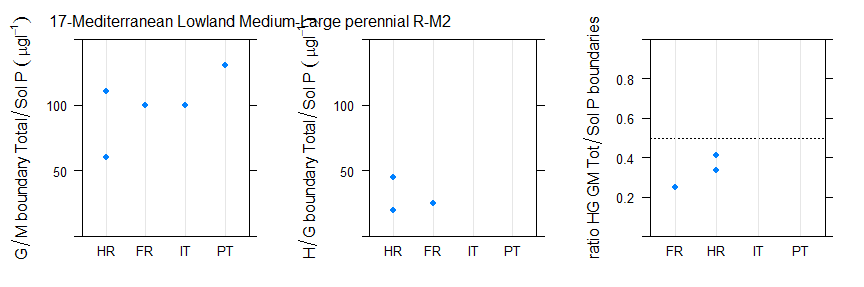 17-Mediterranean Lowland Medium-Large perennial R-M2
G/M boundary Total/Sol P ( µgl⁻¹)
100
50
HR FR IT PT
H/G boundary Total/Sol P ( µgl⁻¹)
100
50
HR FR IT PT
ratio HG GM Tot/Sol P boundaries
0.8
0.6
0.4
0.2
FR HR IT PT